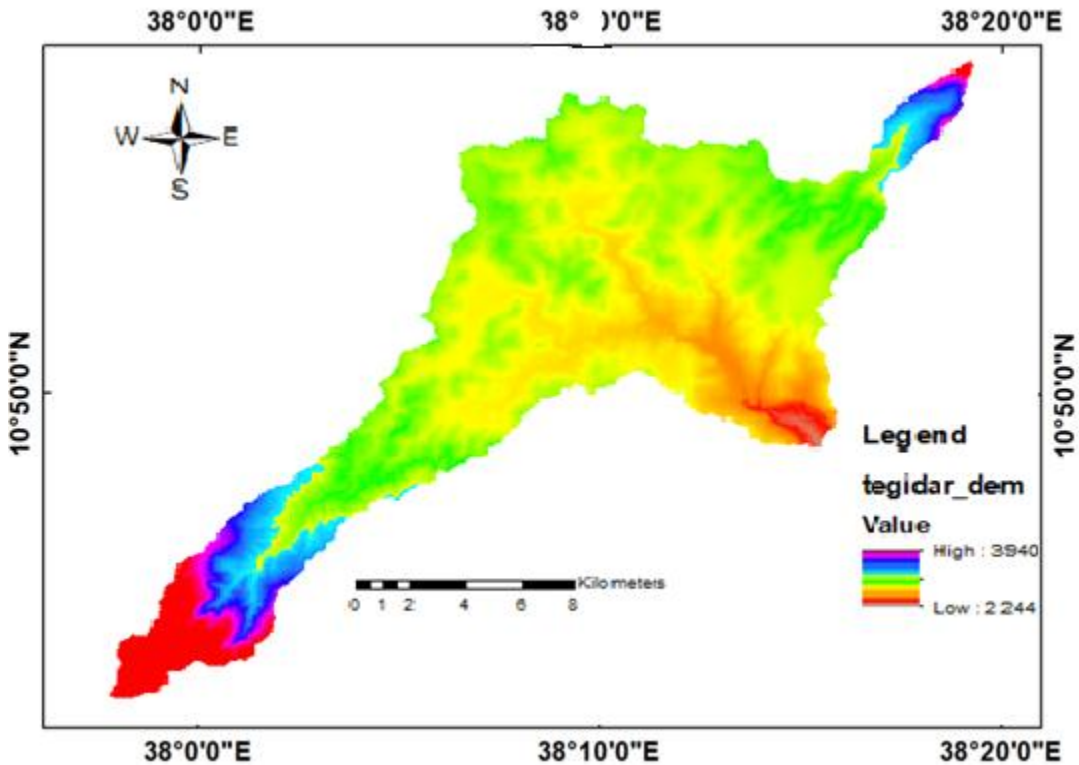 38°0'0"E
38°20'0"E
N
W
E
S
10°50'0"N
10°50'0"N
Legend
tegidar_dem
Value
High : 3940
Low : 2244
Kilometers
0 1 2 4 6 8
38°0'0"E
38°10'0"E
38°20'0"E